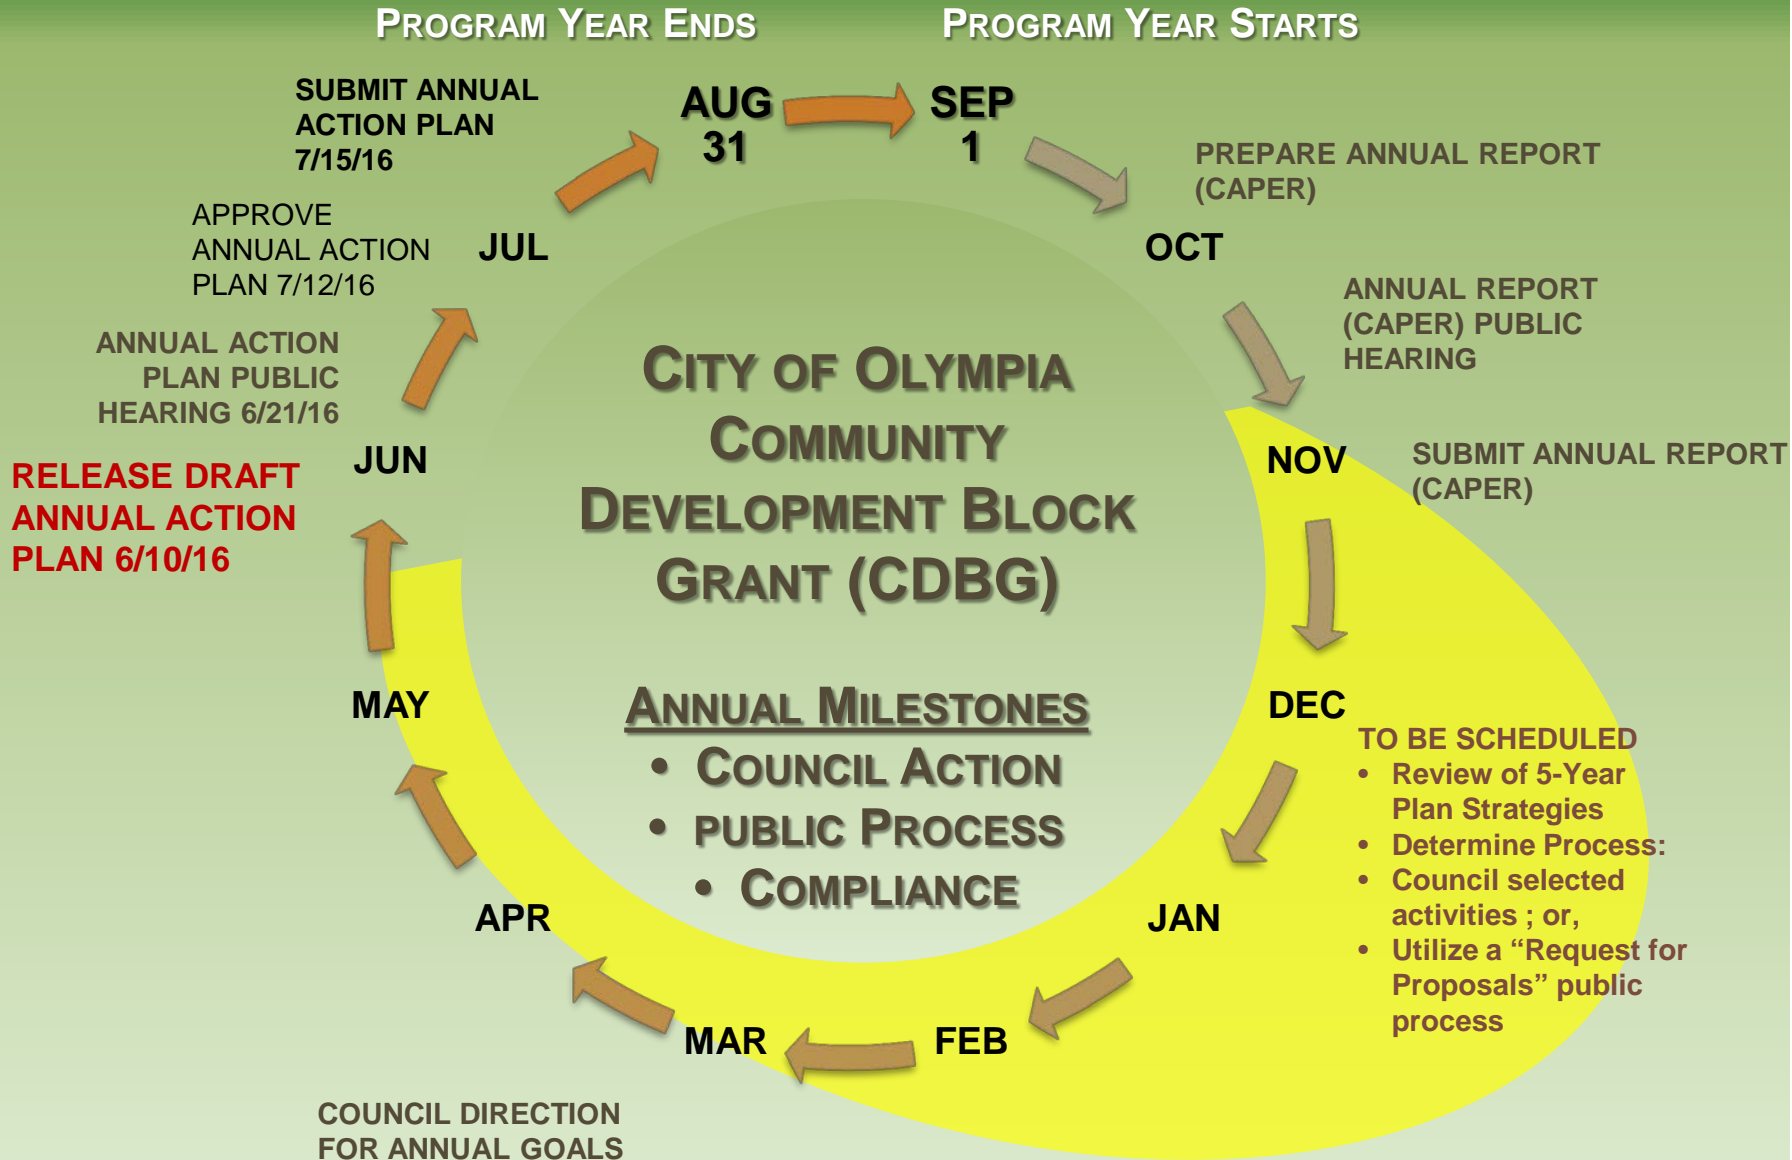 PROGRAM YEAR ENDS
PROGRAM YEAR STARTS
SUBMIT ANNUAL
ACTION PLAN
7/15/16
AUG
31
SEP
1
PREPARE ANNUAL REPORT
(CAPER)
APPROVE
ANNUAL ACTION
PLAN 7/12/16
JUL
OCT
ANNUAL REPORT
(CAPER) PUBLIC
HEARING
ANNUAL ACTION
PLAN PUBLIC
HEARING 6/21/16
CITY OF OLYMPIA
COMMUNITY
DEVELOPMENT BLOCK
GRANT (CDBG)
JUN
RELEASE DRAFT
ANNUAL ACTION
PLAN 6/10/16
NOV
SUBMIT ANNUAL REPORT
(CAPER)
MAY
ANNUAL MILESTONES
• COUNCIL ACTION
• PUBLIC PROCESS
• COMPLIANCE
DEC
TO BE SCHEDULED
• Review of 5-Year
Plan Strategies
• Determine Process:
• Council selected
activities ; or,
• Utilize a “Request for
Proposals” public
process
APR
JAN
MAR
FEB
COUNCIL DIRECTION
FOR ANNUAL GOALS